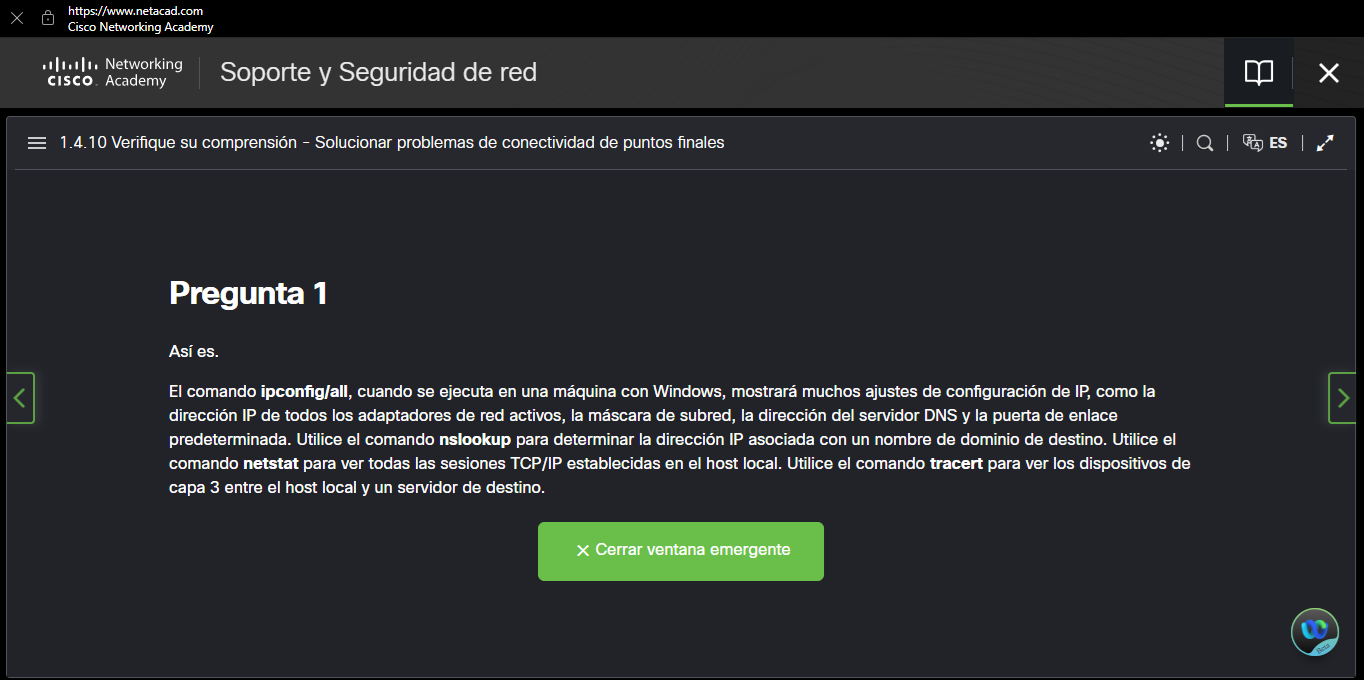 https://www.netacad.com
Cisco Networking Academy
CISCO Networking Academy
Soporte y Seguridad de red
1.4.10 Verifique su comprensión - Solucionar problemas de conectividad de puntos finales
ES
Pregunta 1
Así es.
El comando ipconfig/all, cuando se ejecuta en una máquina con Windows, mostrará muchos ajustes de configuración de IP, como la
dirección IP de todos los adaptadores de red activos, la máscara de subred, la dirección del servidor DNS y la puerta de enlace
predeterminada. Utilice el comando nslookup para determinar la dirección IP asociada con un nombre de dominio de destino. Utilice el
comando netstat para ver todas las sesiones TCP/IP establecidas en el host local. Utilice el comando tracert para ver los dispositivos de
capa 3 entre el host local y un servidor de destino.
Cerrar ventana emergente
Beta